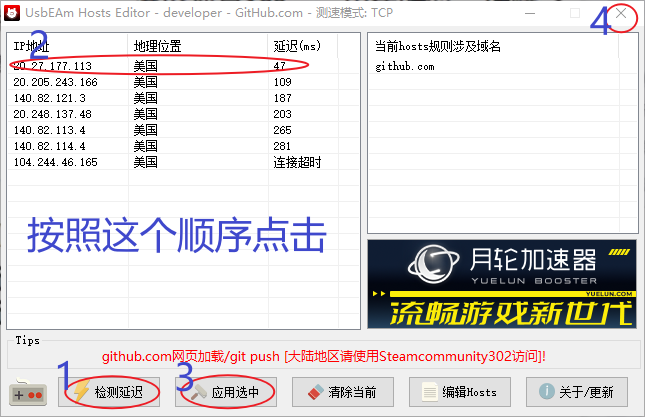 UsbEAm Hosts Editor - developer - GitHub.com - 测速模式: TCP
4
IP地址 地理位置 延迟(ms)
2
20.27.177.113 美国 47
20.205.243.166 美国 109
140.82.121.3 美国 187
20.248.137.48 美国 203
140.82.113.4 美国 265
140.82.114.4 美国 281
104.244.46.165 美国 连接超时
当前hosts规则涉及域名
github.com
按照这个顺序点击
月轮加速器
YUELUN BOOSTER
YUELUN.COM
流畅游戏新世代
Tips
github.com网页加载/git push [大陆地区请使用Steamcommunity302访问]!
1
检测延迟
3
应用选中
清除当前
编辑Hosts
关于/更新